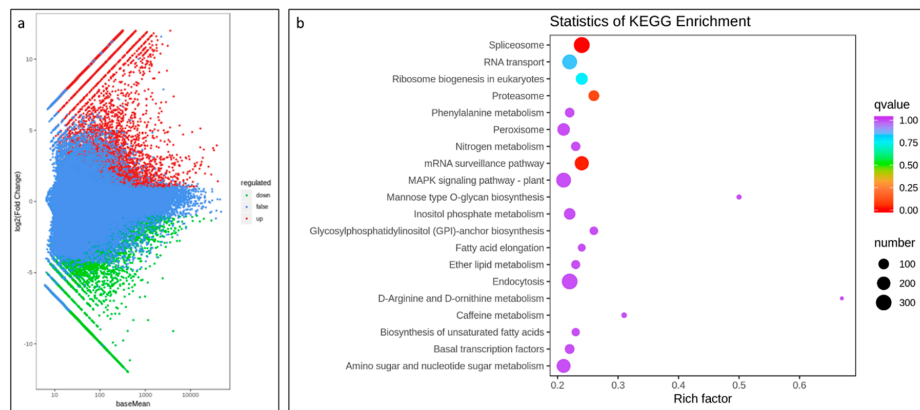 a
10
5
0
-5
-10
log2(Fold Change)
10
100
1000
10000
baseMean
regulated
down
false
up
b
Statistics of KEGG Enrichment
Spliceosome
RNA transport
Ribosome biogenesis in eukaryotes
Proteasome
Phenylalanine metabolism
Peroxisome
Nitrogen metabolism
mRNA surveillance pathway
MAPK signaling pathway - plant
Mannose type O-glycan biosynthesis
Inositol phosphate metabolism
Glycosylphosphatidylinositol (GPI)-anchor biosynthesis
Fatty acid elongation
Ether lipid metabolism
Endocytosis
D-Arginine and D-ornithine metabolism
Caffeine metabolism
Biosynthesis of unsaturated fatty acids
Basal transcription factors
Amino sugar and nucleotide sugar metabolism
0.2
0.3
0.4
0.5
0.6
Rich factor
qvalue
1.00
0.75
0.50
0.25
0.00
number
100
200
300